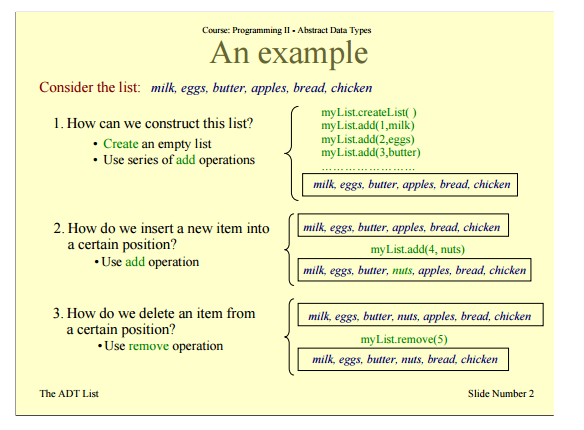 Course: Programming II - Abstract Data Types
An example
Consider the list: milk, eggs, butter, apples, bread, chicken
1. How can we construct this list?
• Create an empty list
• Use series of add operations
myList.createList( )
myList.add(1,milk)
myList.add(2,eggs)
myList.add(3,butter)
……………………
milk, eggs, butter, apples, bread, chicken
2. How do we insert a new item into
a certain position?
• Use add operation
milk, eggs, butter, apples, bread, chicken
myList.add(4, nuts)
milk, eggs, butter, nuts, apples, bread, chicken
3. How do we delete an item from
a certain position?
• Use remove operation
milk, eggs, butter, nuts, apples, bread, chicken
myList.remove(5)
milk, eggs, butter, nuts, bread, chicken
The ADT List
Slide Number 2